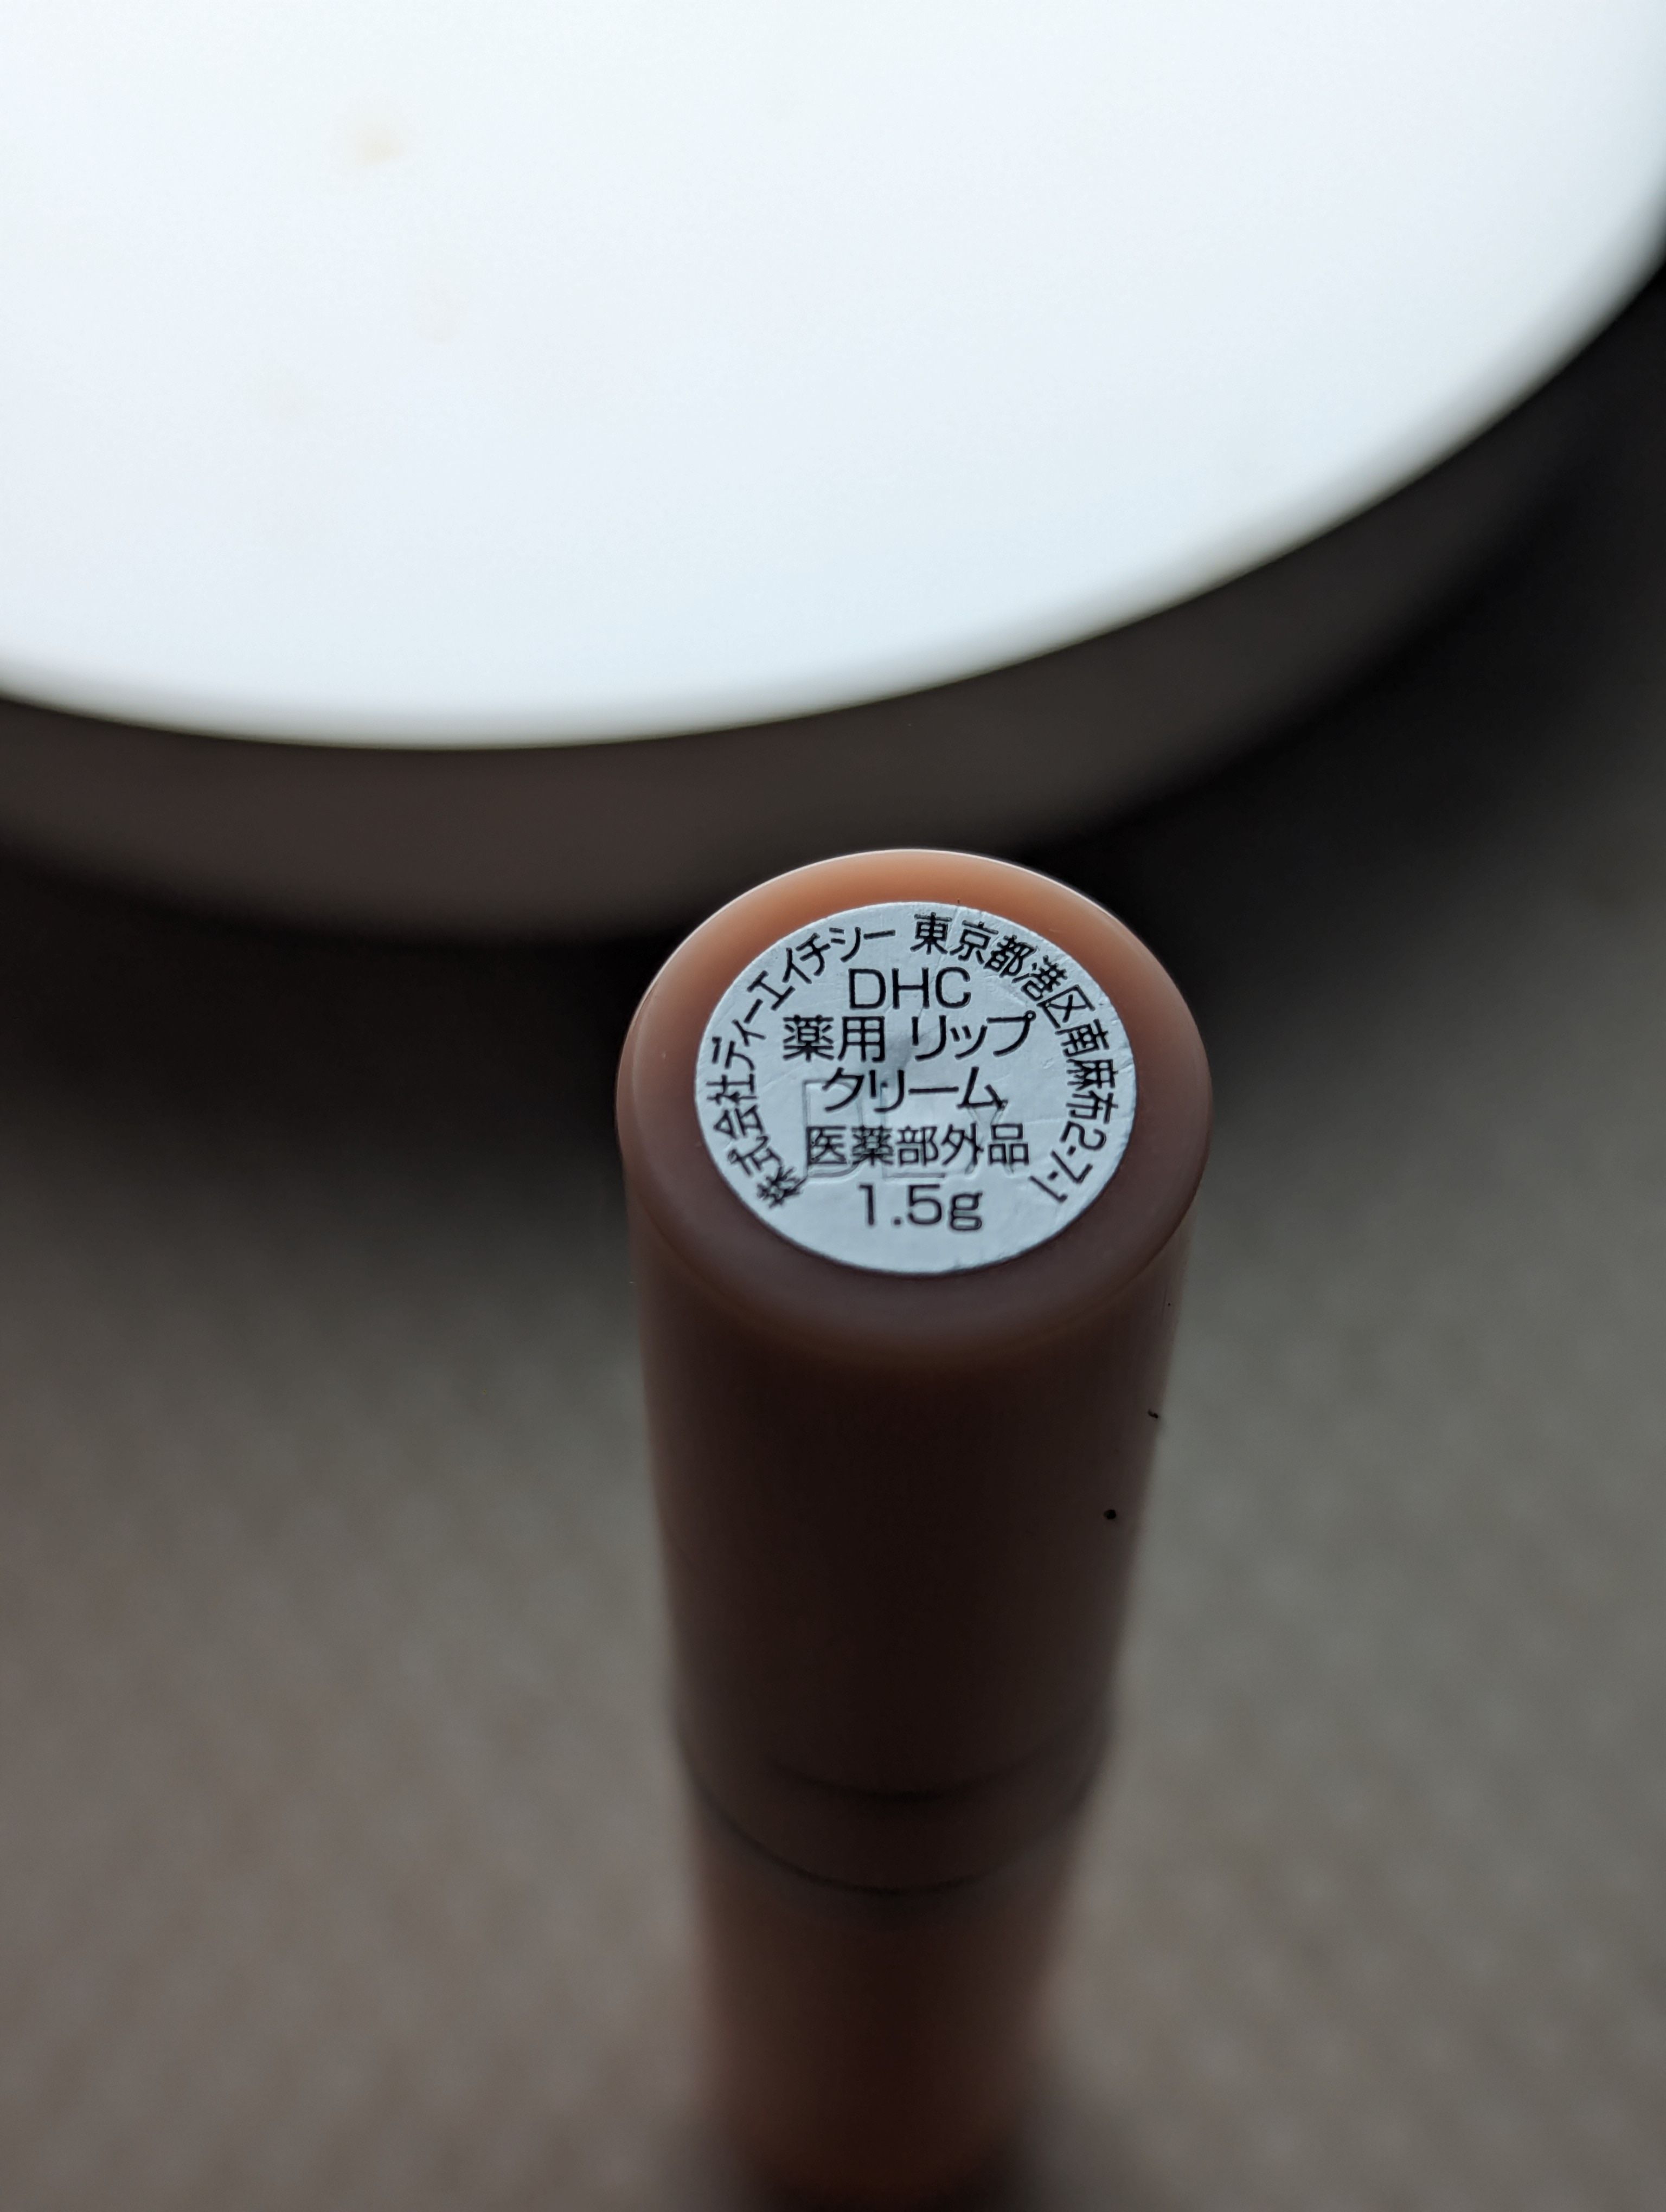 株式会社ディーエイチシー 東京都港区南麻布2-7-1
DHC
薬用 リップ
クリーム
医薬部外品
1.5g